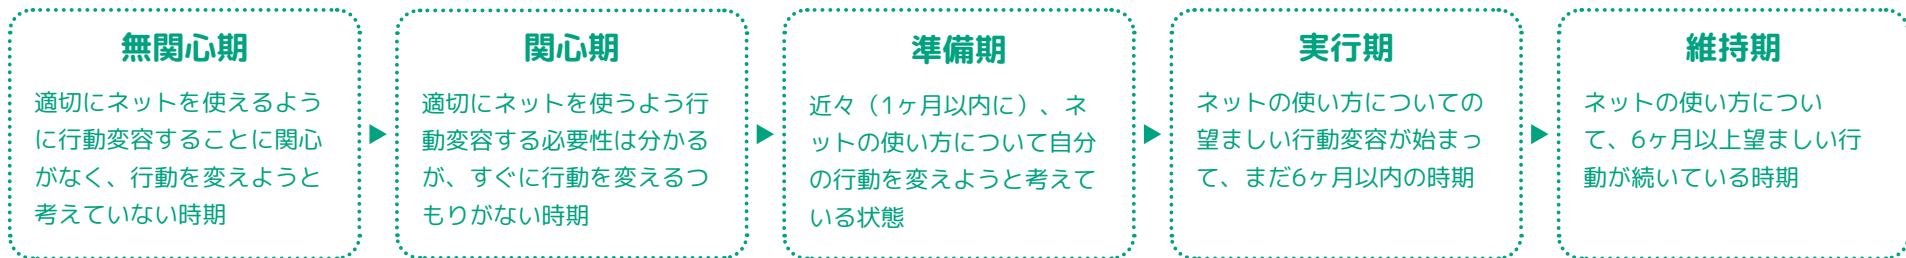 無関心期
適切にネットを使えるよう
に行動変容することに関心
がなく、行動を変えようと
考えていない時期
関心期
適切にネットを使うよう行
動変容する必要性は分かる
が、すぐに行動を変えるつ
もりがない時期
準備期
近々（1ヶ月以内に）、ネ
ットの使い方について自分
の行動を変えようと考えて
いる状態
実行期
ネットの使い方についての
望ましい行動変容が始まっ
て、まだ6ヶ月以内の時期
維持期
ネットの使い方につい
て、6ヶ月以上望ましい行
動が続いている時期